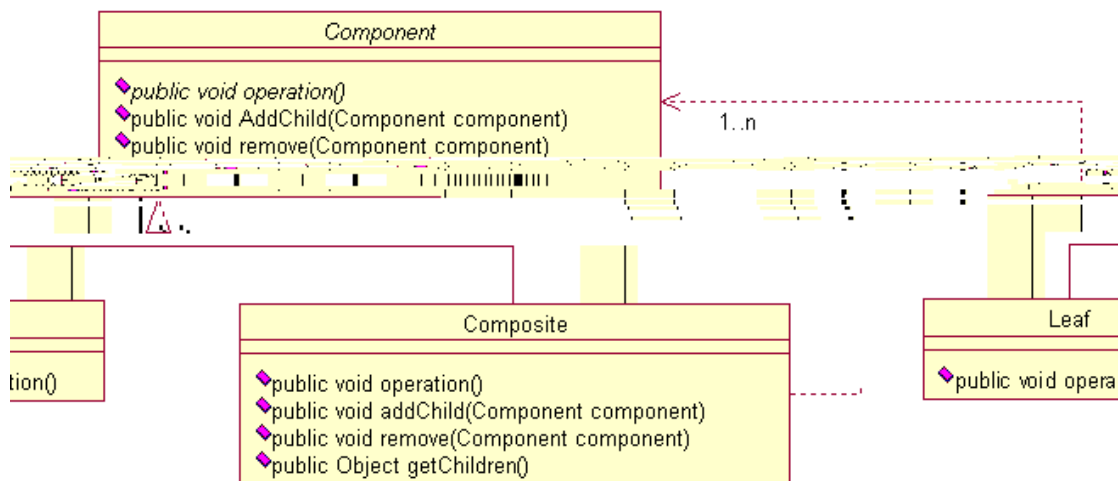 Component
public void operation()
public void AddChild(Component component)
public void remove(Component component)
1..n
Composite
Leaf
tion()
public void operation()
public void addChild(Component component)
public void remove(Component component)
public Object getChildren()
public void opera